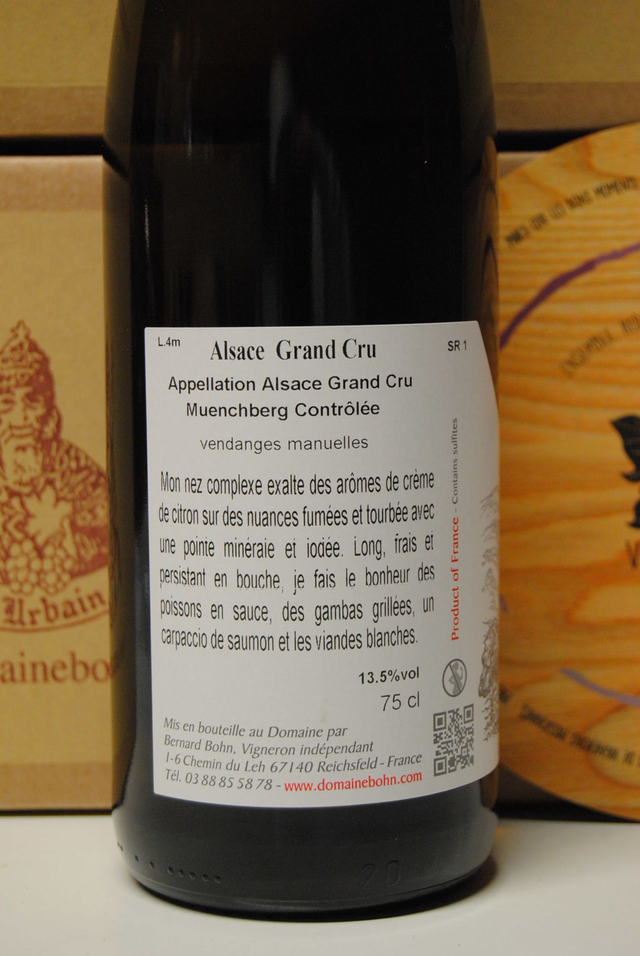 L.4m
Alsace Grand Cru
SR 1
Appellation Alsace Grand Cru
Muenchberg Contrôlée
vendanges manuelles
Mon nez complexe exalte des arômes de crème
de citron sur des nuances fumées et tourbée avec
une pointe minéraie et iodée. Long, frais et
persistant en bouche, je fais le bonheur des
poissons en sauce, des gambas grillées, un
carpaccio de saumon et les viandes blanches.
13.5%vol
75 cl
Product of France - Contains sulfites
Mis en bouteille au Domaine par
Bernard Bohn, Vigneron indépendant
1-6 Chemin du Leh 67140 Reichsfeld - France
Tél. 03 88 85 58 78 - www.domainebohn.com
Urbain
ainebo
20